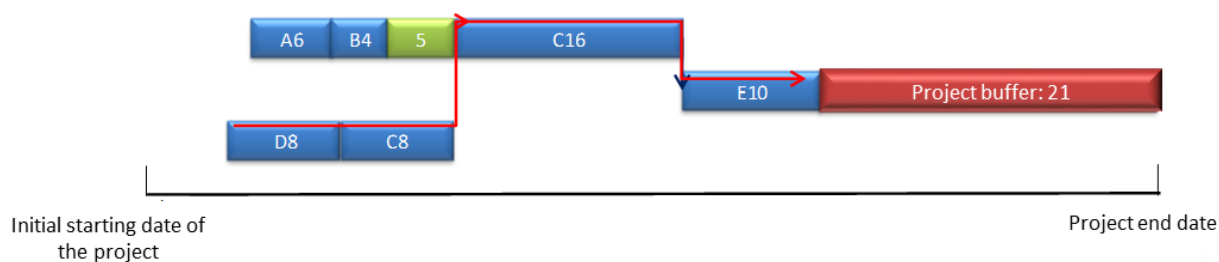 A6
B4
5
C16
E10
Project buffer: 21
D8
C8
Initial starting date of
the project
Project end date